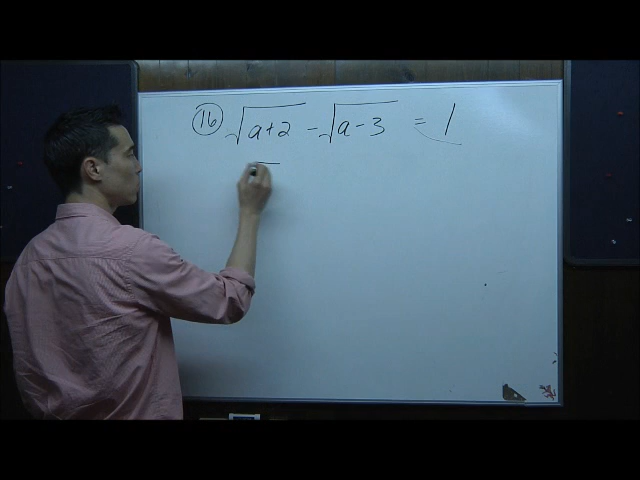 16 √(a+2) - √(a-3) = 1